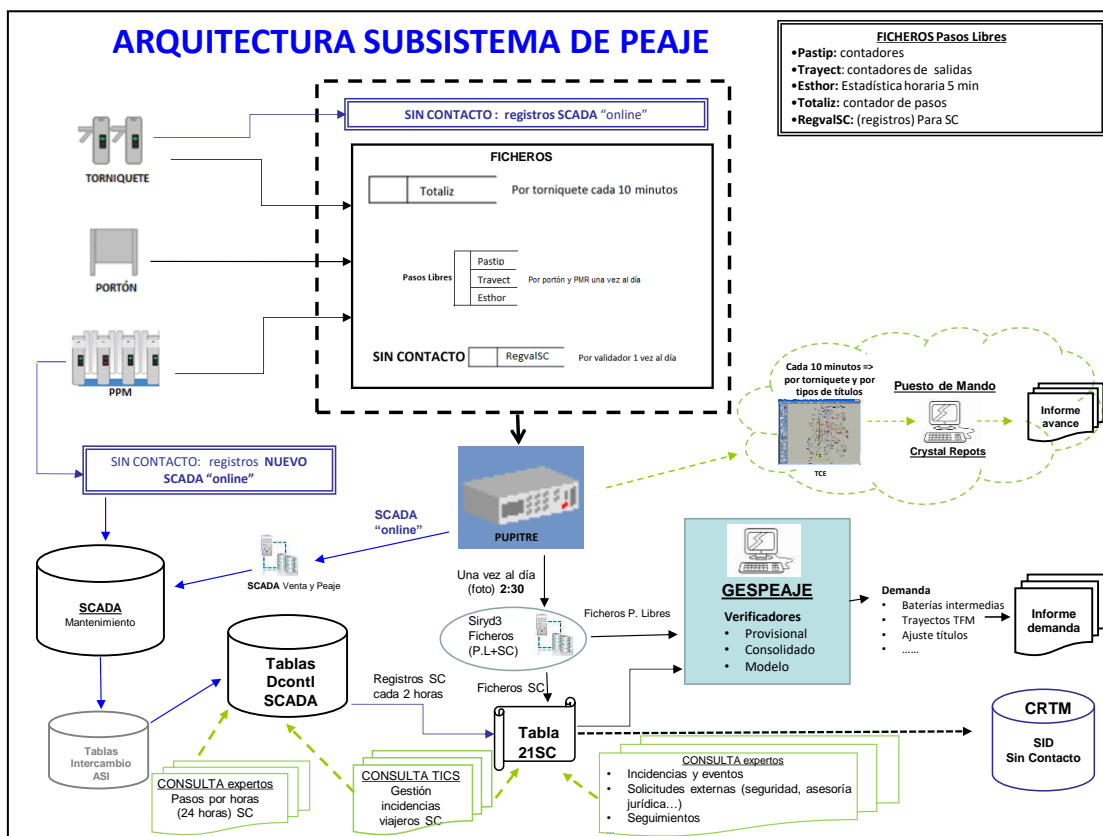 ARQUITECTURA SUBSISTEMA DE PEAJE
FICHEROS Pasos Libres
•Pastip: contadores
•Trayect: contadores de salidas
•Esthor: Estadística horaria 5 min
•Totaliz: contador de pasos
•RegvalSC: (registros) Para SC
SIN CONTACTO : registros SCADA “online”
TORNIQUETE
FICHEROS
Totaliz
Por torniquete cada 10 minutos
PORTÓN
Pasos Libres
Pastip
Travect
Esthor
Por portón y PMR una vez al día
SIN CONTACTO
RegvalSC
Por validador 1 vez al día
PPM
Cada 10 minutos =>
por torniquete y por
tipos de títulos
TCE
Puesto de Mando
Crystal Repots
Informe
avance
SIN CONTACTO: registros NUEVO
SCADA “online”
SCADA
“online”
PUPITRE
SCADA Venta y Peaje
SCADA
Mantenimiento
Una vez al día
(foto) 2:30
Siryd3
Ficheros
(P.L+SC)
Ficheros P. Libres
GESPEAJE
Verificadores
• Provisional
• Consolidado
• Modelo
Demanda
• Baterías intermedias
• Trayectos TFM
• Ajuste títulos
• ……
Informe
demanda
Tablas
Dcontl
SCADA
Registros SC
cada 2 horas
Ficheros SC
Tabla
21SC
CRTM
SID
Sin Contacto
Tablas
Intercambio
ASI
CONSULTA expertos
Pasos por horas
(24 horas) SC
CONSULTA TICS
Gestión
incidencias
viajeros SC
CONSULTA expertos
• Incidencias y eventos
• Solicitudes externas (seguridad, asesoría
jurídica…)
• Seguimientos
…